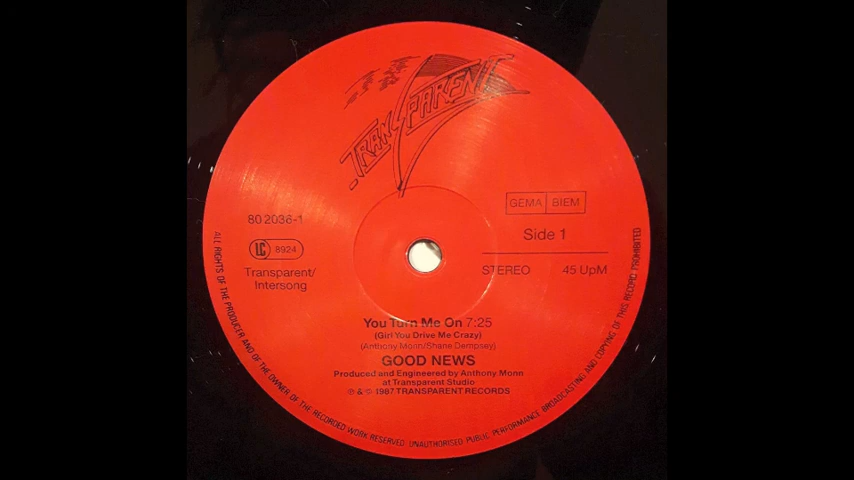 TRANSPARENT
80 2036-1
LC 8924
Transparent/
Intersong
GEMA BIEM
Side 1
STEREO 45 UpM
You Turn Me On 7:25
(Girl You Drive Me Crazy)
(Anthony Monn/Shane Dempsey)
GOOD NEWS
Produced and Engineered by Anthony Monn
at Transparent Studio
℗ & © 1987 TRANSPARENT RECORDS
ALL RIGHTS OF THE PRODUCER AND OF THE OWNER OF THE RECORDED WORK RESERVED. UNAUTHORISED PUBLIC PERFORMANCE BROADCASTING AND COPYING OF THIS RECORD PROHIBITED